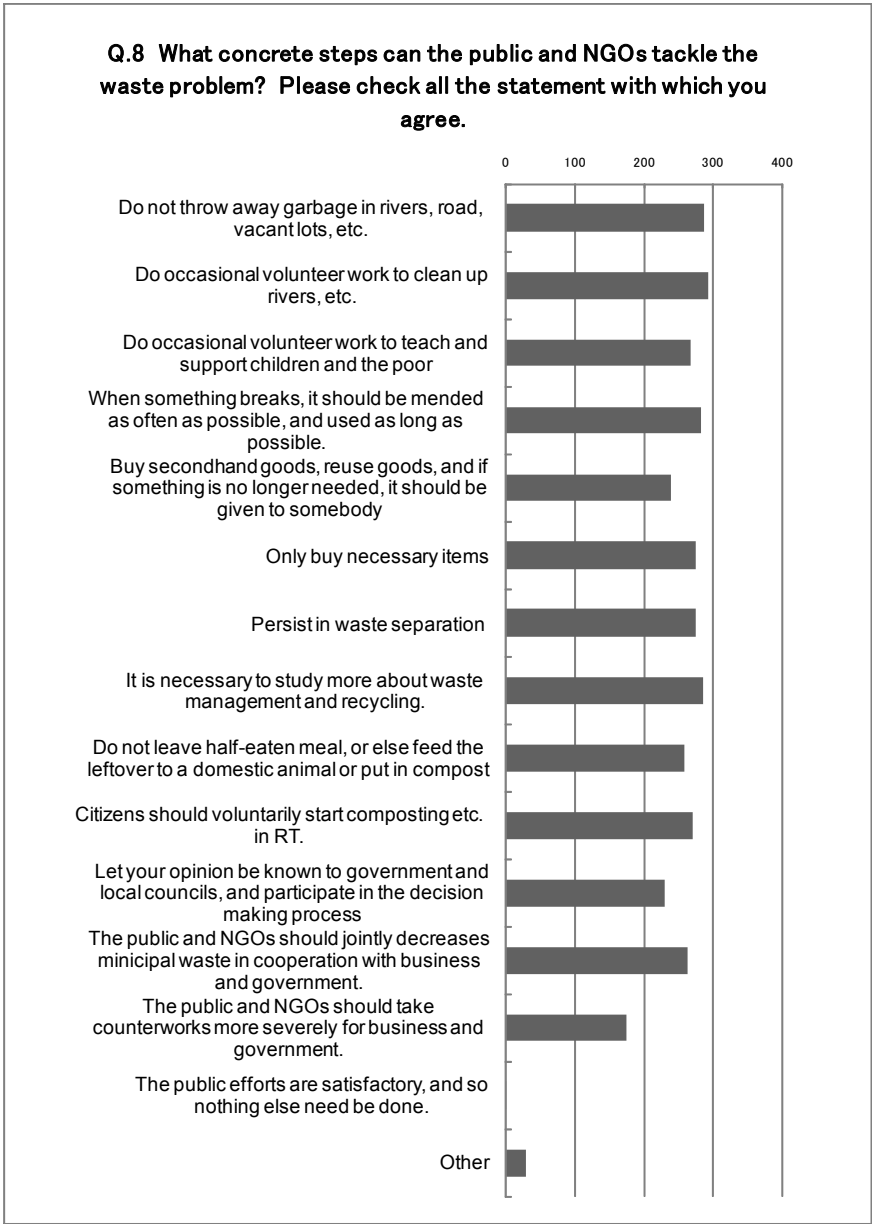 Q.8 What concrete steps can the public and NGOs tackle the
waste problem? Please check all the statement with which you
agree.
0 100 200 300 400
Do not throw away garbage in rivers, road,
vacant lots, etc.
Do occasional volunteer work to clean up
rivers, etc.
Do occasional volunteer work to teach and
support children and the poor
When something breaks, it should be mended
as often as possible, and used as long as
possible.
Buy secondhand goods, reuse goods, and if
something is no longer needed, it should be
given to somebody
Only buy necessary items
Persist in waste separation
It is necessary to study more about waste
management and recycling.
Do not leave half-eaten meal, or else feed the
leftover to a domestic animal or put in compost
Citizens should voluntarily start composting etc.
in RT.
Let your opinion be known to government and
local councils, and participate in the decision
making process
The public and NGOs should jointly decreases
minicipal waste in cooperation with business
and government.
The public and NGOs should take
counterworks more severely for business and
government.
The public efforts are satisfactory, and so
nothing else need be done.
Other